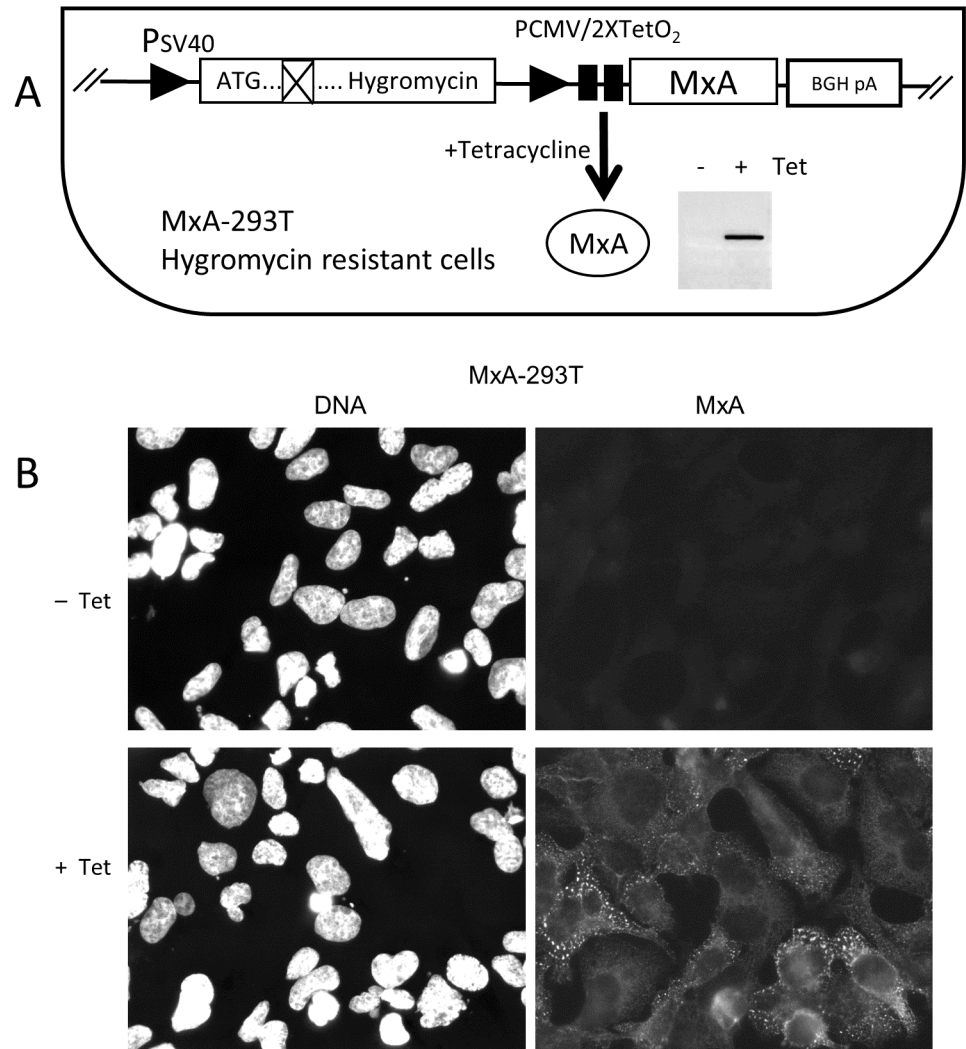 A
PSV40
PCMV/2XTetO₂
ATG... .... Hygromycin
MxA
BGH pA
+Tetracycline
- + Tet
MxA-293T
MxA
Hygromycin resistant cells
MxA-293T
DNA MxA
B
– Tet
+ Tet